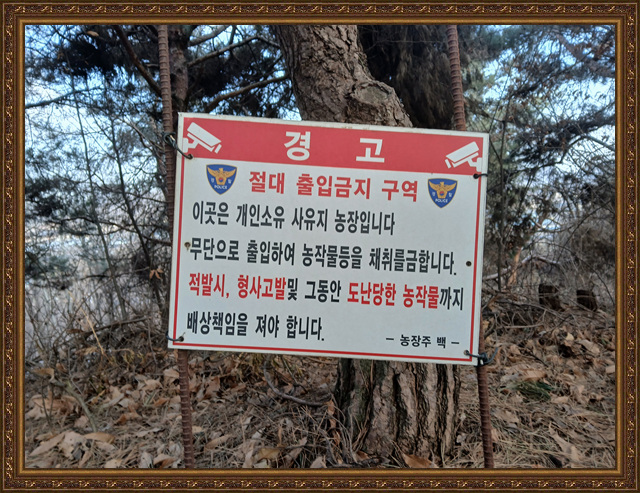 경 고
절대 출입금지 구역
이곳은 개인소유 사유지 농장입니다
무단으로 출입하여 농작물등을 채취를금합니다.
적발시, 형사고발및 그동안 도난당한 농작물까지
배상책임을 져야 합니다.
- 농장주 백 -
POLICE
POLICE